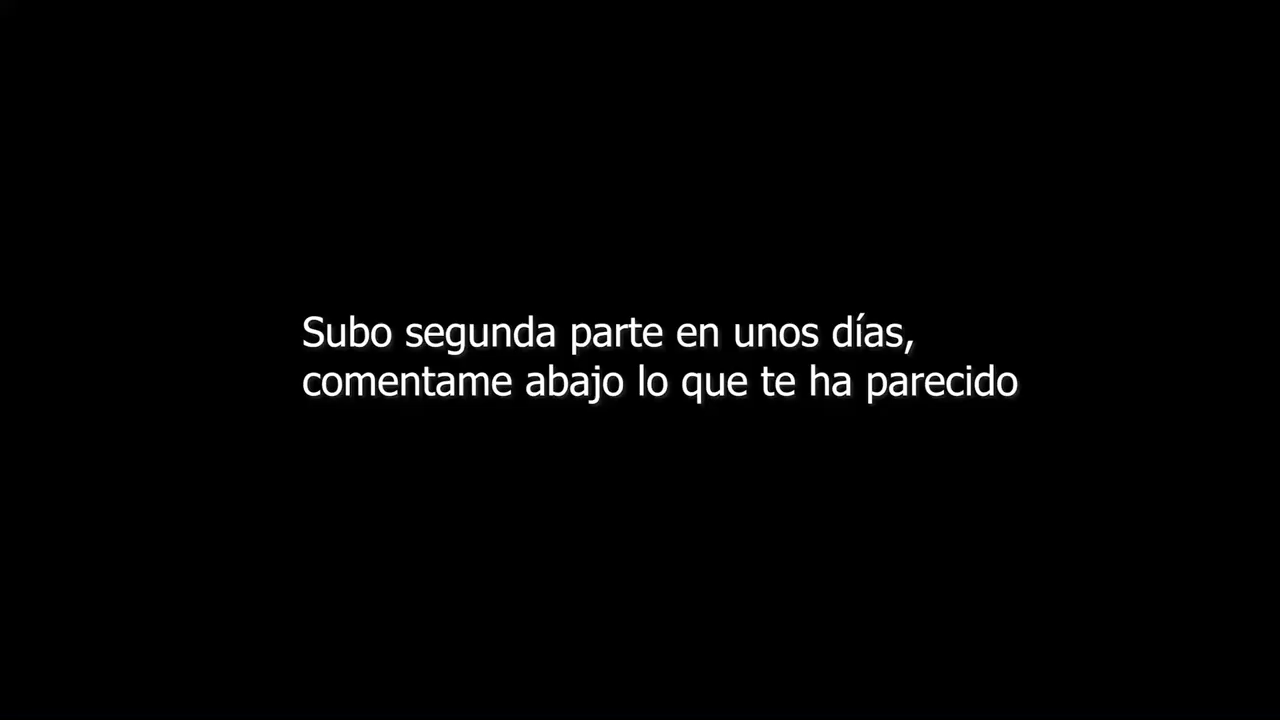 Subo segunda parte en unos días,
comentame abajo lo que te ha parecido